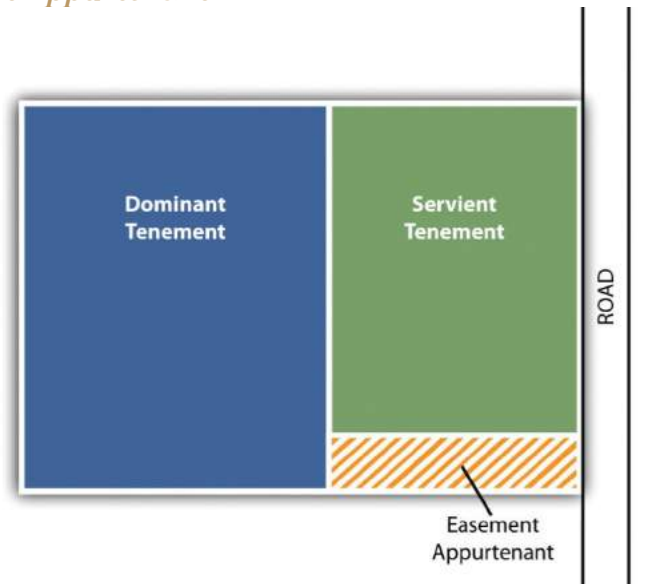 Dominant
Tenement
Servient
Tenement
ROAD
Easement
Appurtenant